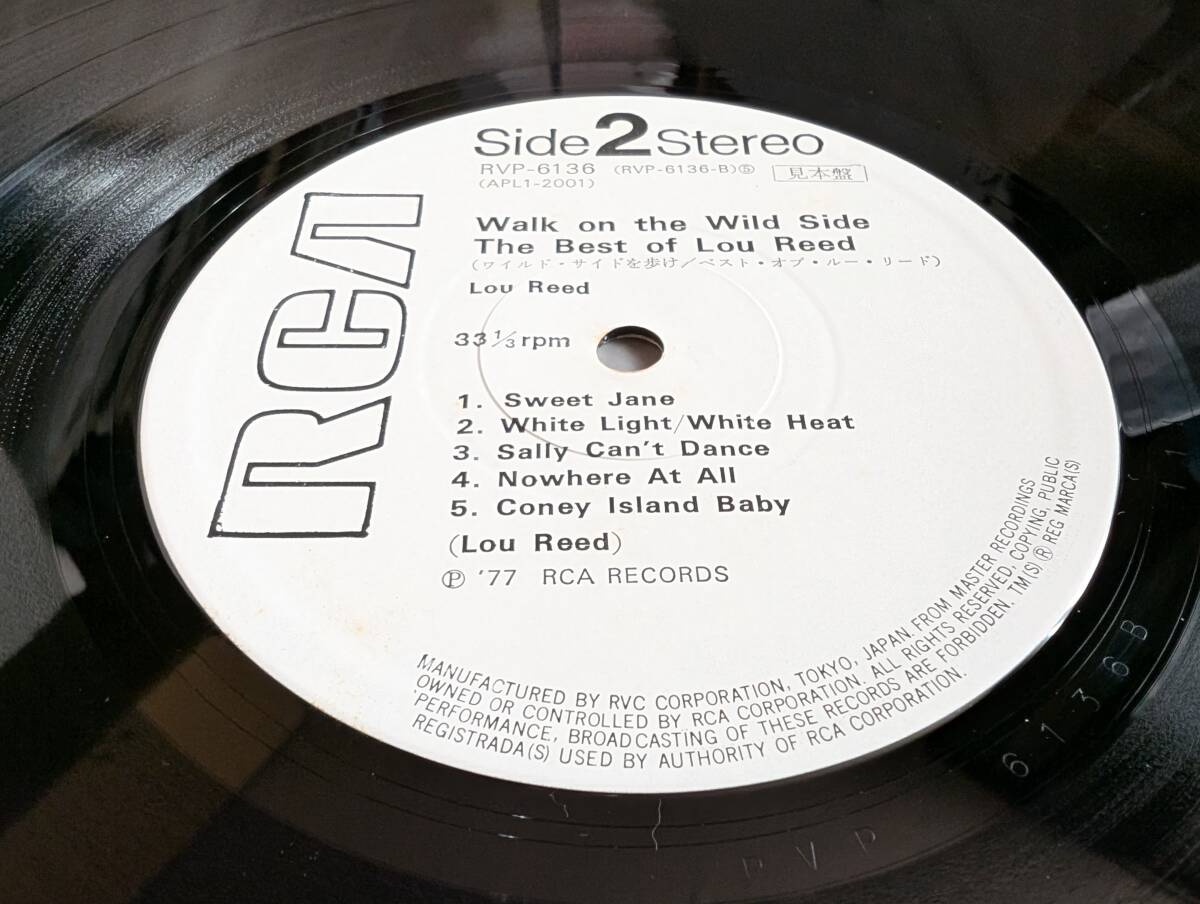 RCA
Side 2 Stereo
RVP-6136 (RVP-6136-B)⑤ 見本盤
(APL1-2001)
Walk on the Wild Side
The Best of Lou Reed
(ワイルド・サイドを歩け/ベスト・オブ・ルー・リード)
Lou Reed
33 1/3 rpm
1. Sweet Jane
2. White Light/White Heat
3. Sally Can't Dance
4. Nowhere At All
5. Coney Island Baby
(Lou Reed)
Ⓟ '77 RCA RECORDS
MANUFACTURED BY RVC CORPORATION, TOKYO, JAPAN, FROM MASTER RECORDINGS
OWNED OR CONTROLLED BY RCA CORPORATION. ALL RIGHTS RESERVED, COPYING, PUBLIC
'PERFORMANCE, BROADCASTING OF THESE RECORDS ARE FORBIDDEN. TM(S) ® REG MARCA(S)
REGISTRADA(S) USED BY AUTHORITY OF RCA CORPORATION.
RVP 6136B